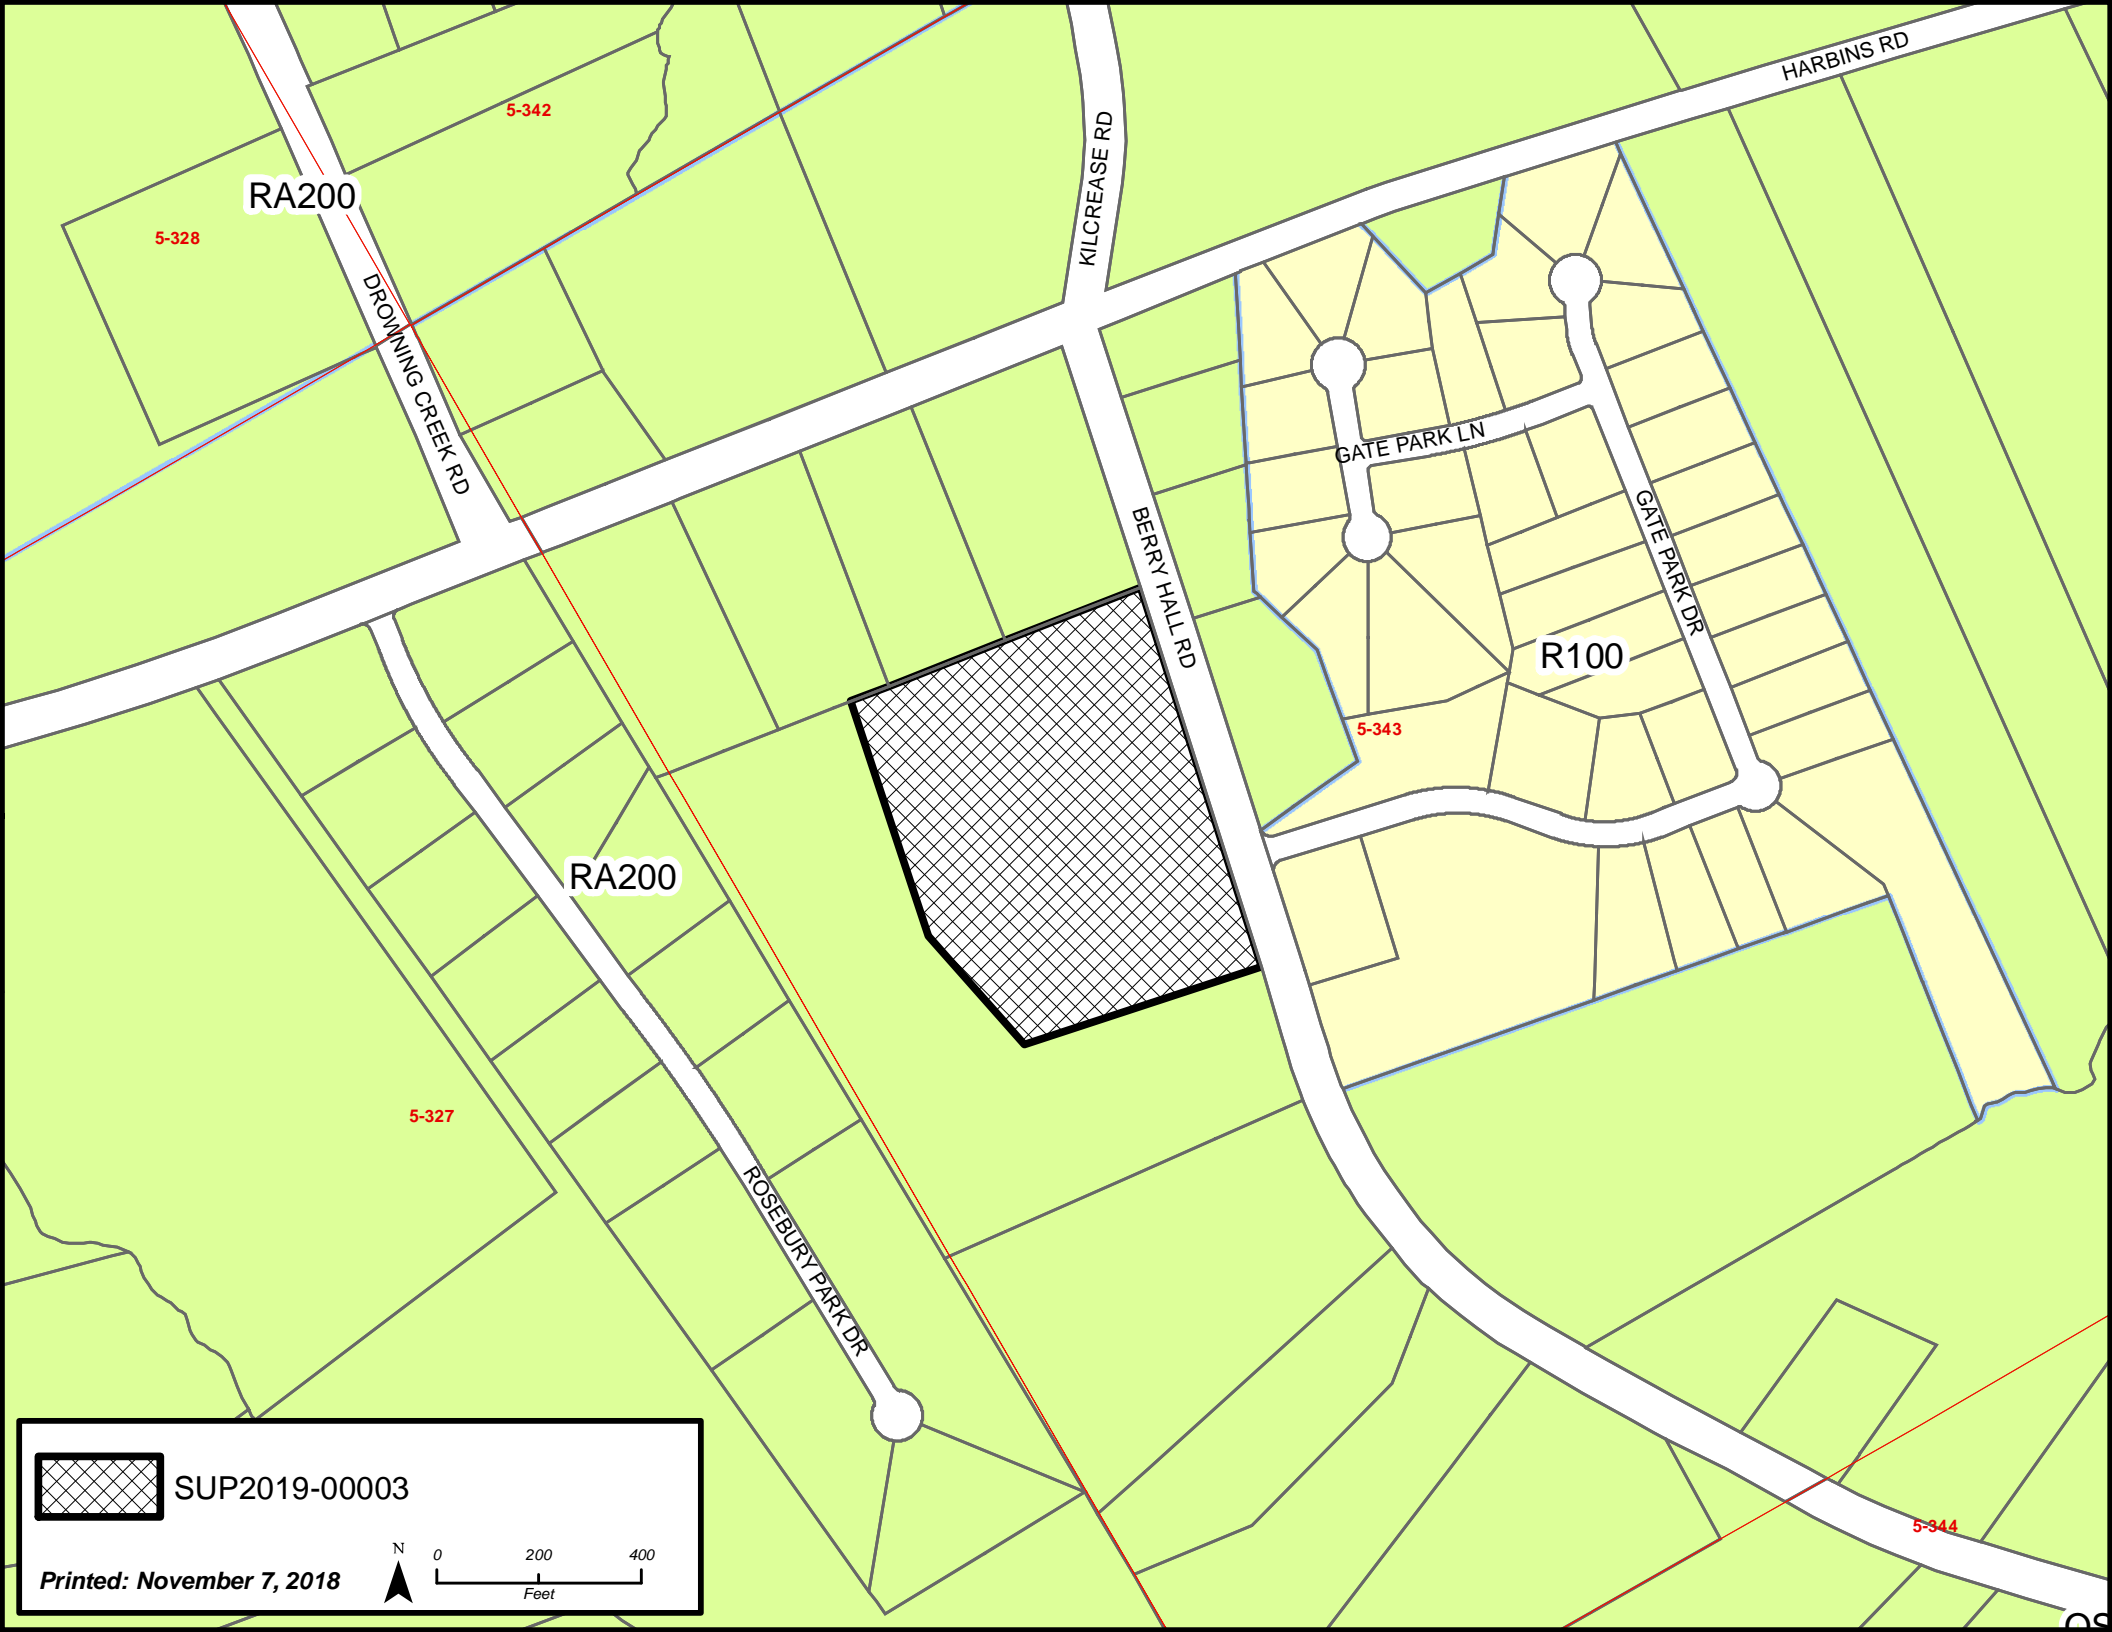 HARBINS RD
5-342
KILCREASE RD
RA200
5-328
DROWNING CREEK RD
GATE PARK LN
GATE PARK DR
BERRY HALL RD
R100
5-343
RA200
5-327
ROSEBURY PARK DR
SUP2019-00003
N
0 200 400
Feet
Printed: November 7, 2018
5-344